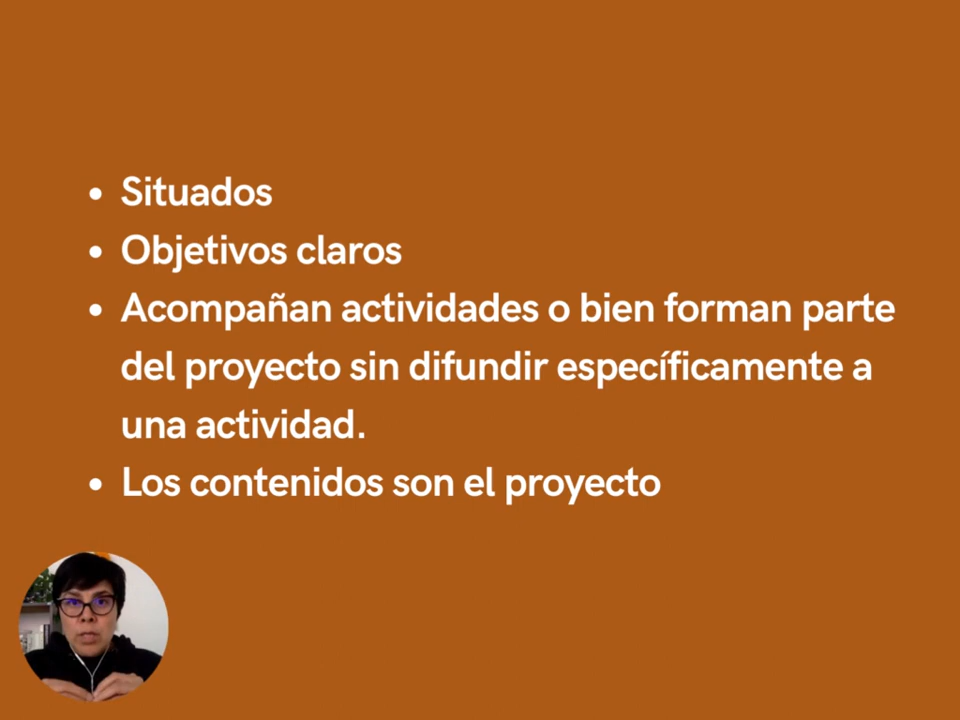 • Situados
• Objetivos claros
• Acompañan actividades o bien forman parte
del proyecto sin difundir específicamente a
una actividad.
• Los contenidos son el proyecto